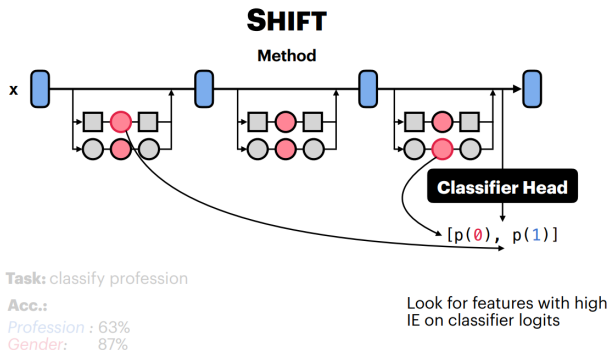 SHIFT
Method
x
Classifier Head
[p(0), p(1)]
Task: classify profession
Acc.:
Profession : 63%
Gender: 87%
Look for features with high
IE on classifier logits